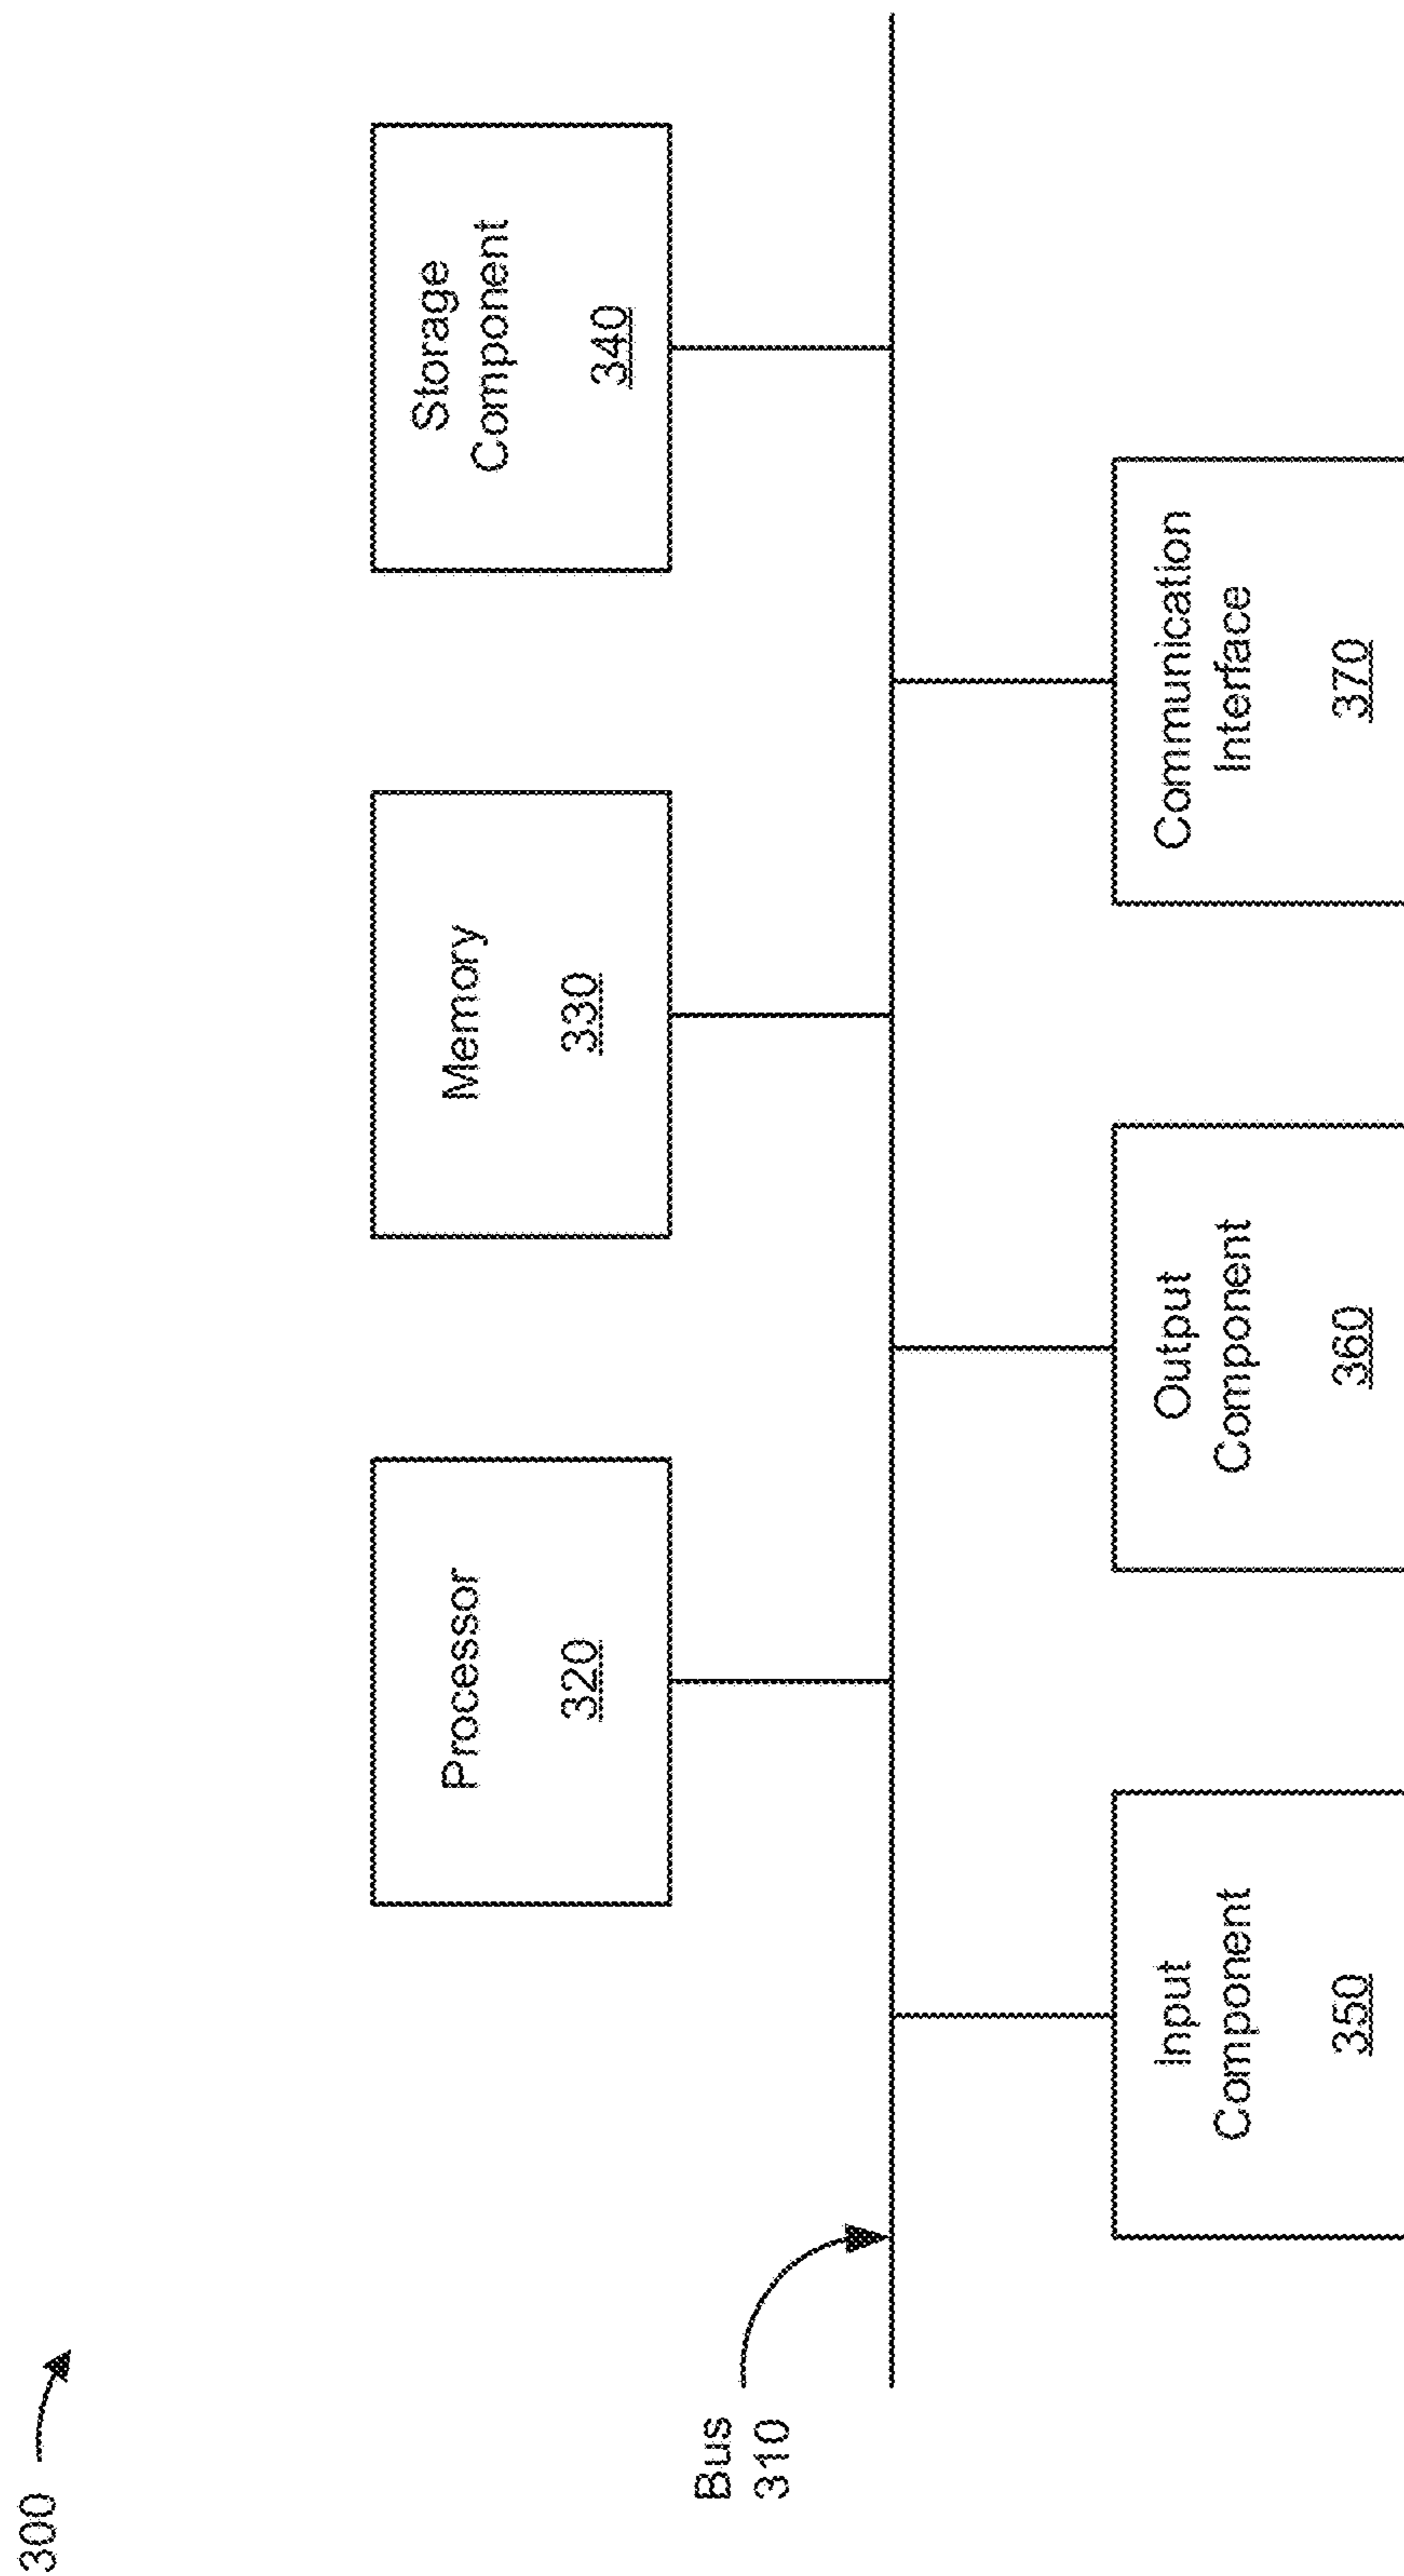 300
Bus
310
Processor
320
Memory
330
Storage
Component
340
Input
Component
350
Output
Component
360
Communication
Interface
370